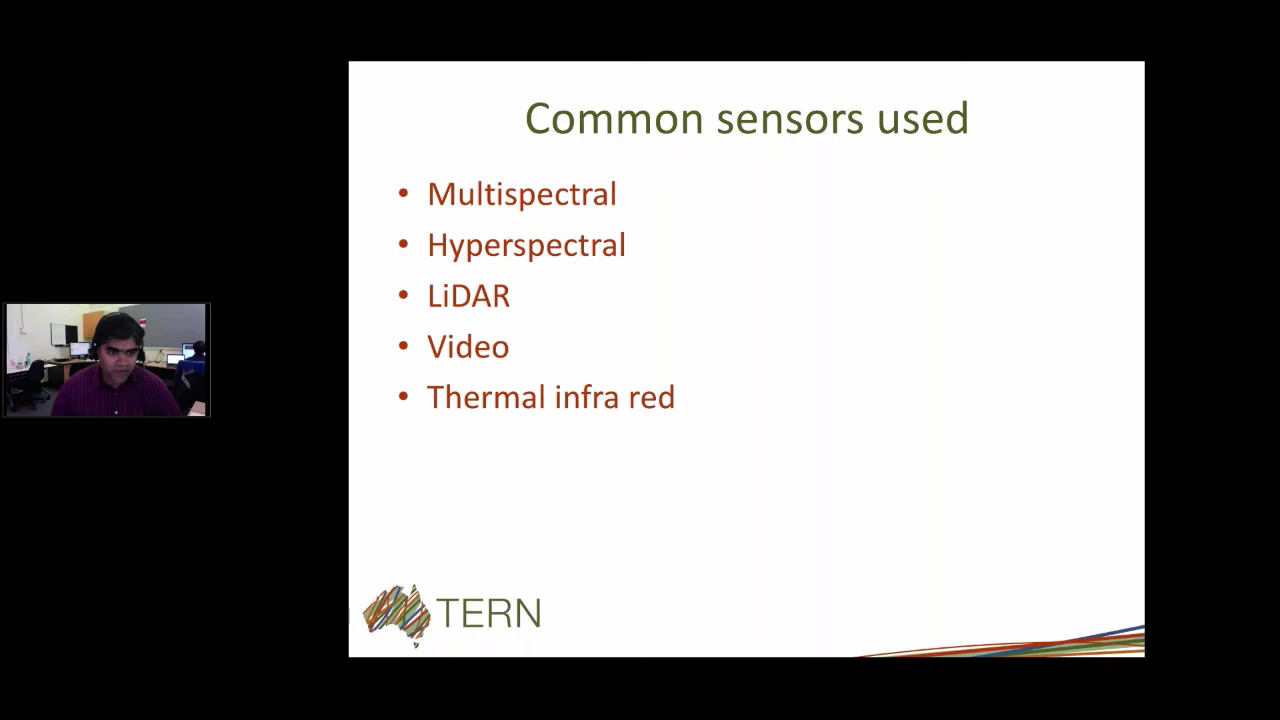 Common sensors used
• Multispectral
• Hyperspectral
• LiDAR
• Video
• Thermal infra red
TERN